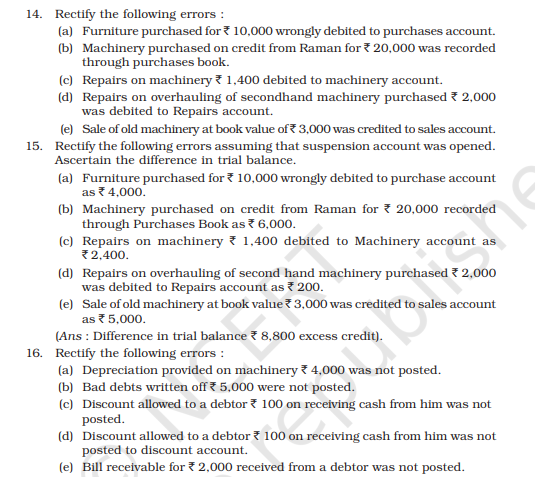 14. Rectify the following errors :
(a) Furniture purchased for ₹ 10,000 wrongly debited to purchases account.
(b) Machinery purchased on credit from Raman for ₹ 20,000 was recorded
through purchases book.
(c) Repairs on machinery ₹ 1,400 debited to machinery account.
(d) Repairs on overhauling of secondhand machinery purchased ₹ 2,000
was debited to Repairs account.
(e) Sale of old machinery at book value of ₹ 3,000 was credited to sales account.
15. Rectify the following errors assuming that suspension account was opened.
Ascertain the difference in trial balance.
(a) Furniture purchased for ₹ 10,000 wrongly debited to purchase account
as ₹ 4,000.
(b) Machinery purchased on credit from Raman for ₹ 20,000 recorded
through Purchases Book as ₹ 6,000.
(c) Repairs on machinery ₹ 1,400 debited to Machinery account as
₹ 2,400.
(d) Repairs on overhauling of second hand machinery purchased ₹ 2,000
was debited to Repairs account as ₹ 200.
(e) Sale of old machinery at book value ₹ 3,000 was credited to sales account
as ₹ 5,000.
(Ans : Difference in trial balance ₹ 8,800 excess credit).
16. Rectify the following errors :
(a) Depreciation provided on machinery ₹ 4,000 was not posted.
(b) Bad debts written off ₹ 5,000 were not posted.
(c) Discount allowed to a debtor ₹ 100 on receiving cash from him was not
posted.
(d) Discount allowed to a debtor ₹ 100 on receiving cash from him was not
posted to discount account.
(e) Bill receivable for ₹ 2,000 received from a debtor was not posted.
© NCERT
republishe